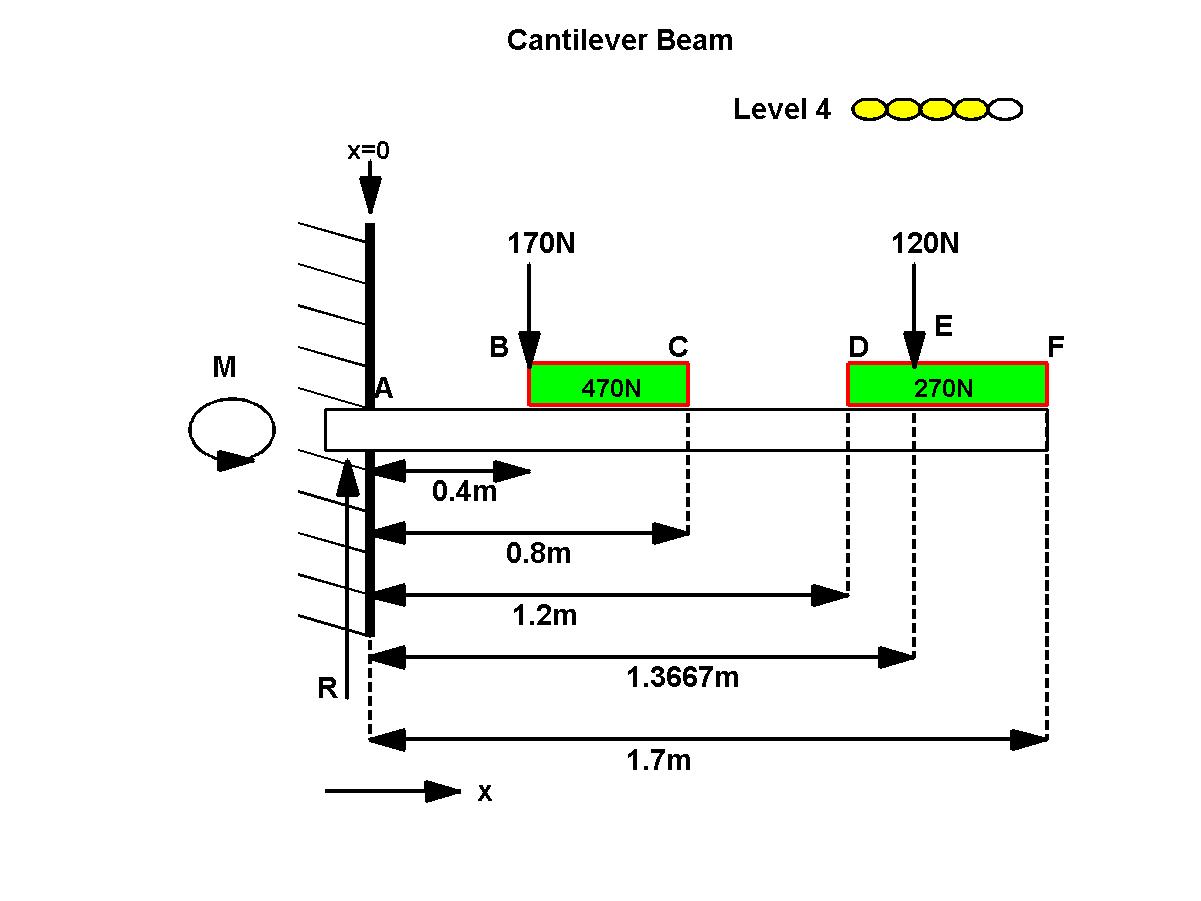 Cantilever Beam
Level 4
x=0
170N
120N
E
B
C
D
F
M
A
470N
270N
0.4m
0.8m
1.2m
1.3667m
R
1.7m
x